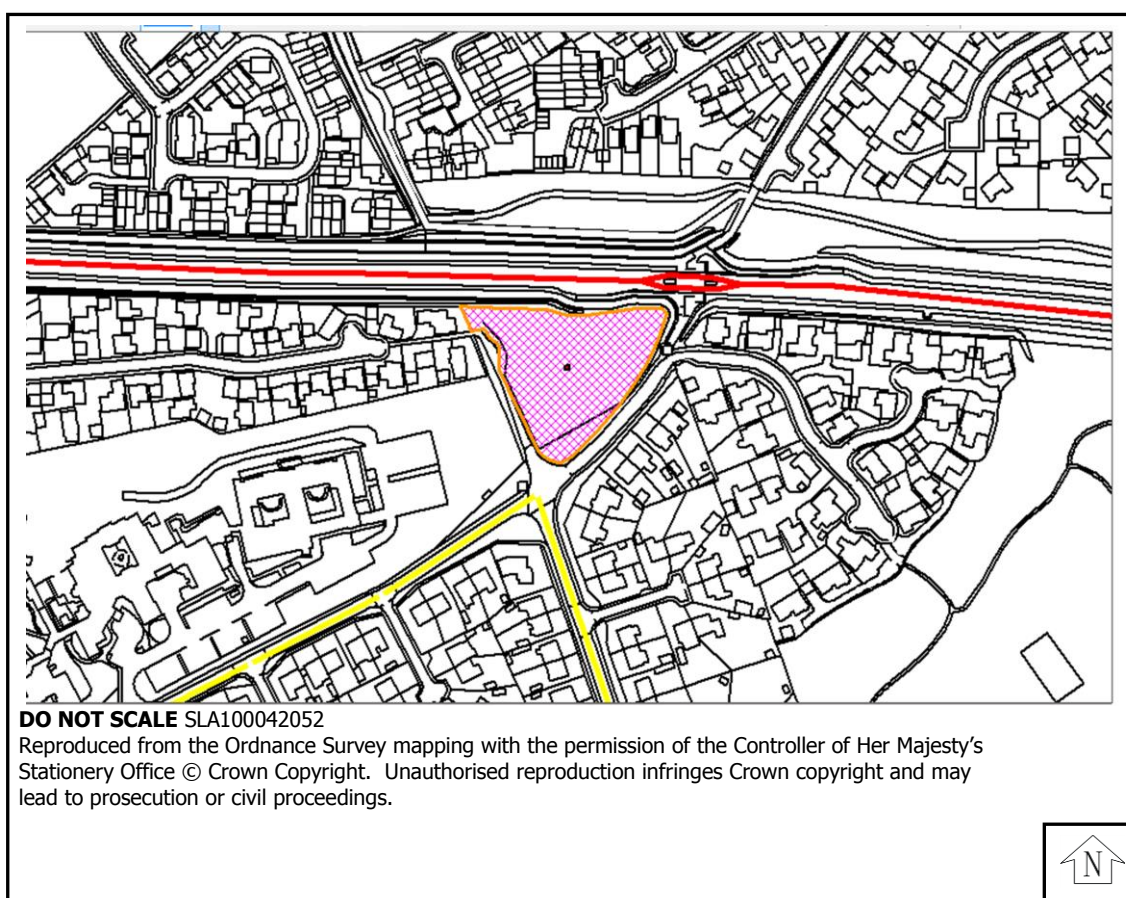 DO NOT SCALE SLA100042052
Reproduced from the Ordnance Survey mapping with the permission of the Controller of Her Majesty’s
Stationery Office © Crown Copyright.  Unauthorised reproduction infringes Crown copyright and may
lead to prosecution or civil proceedings.
N